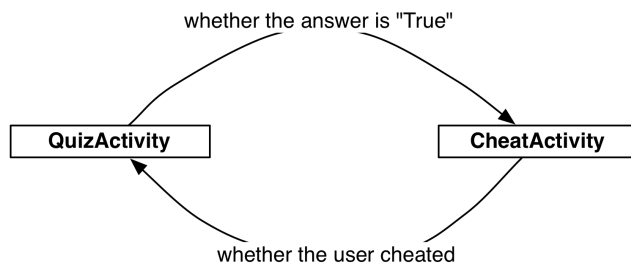 whether the answer is "True"
QuizActivity
CheatActivity
whether the user cheated